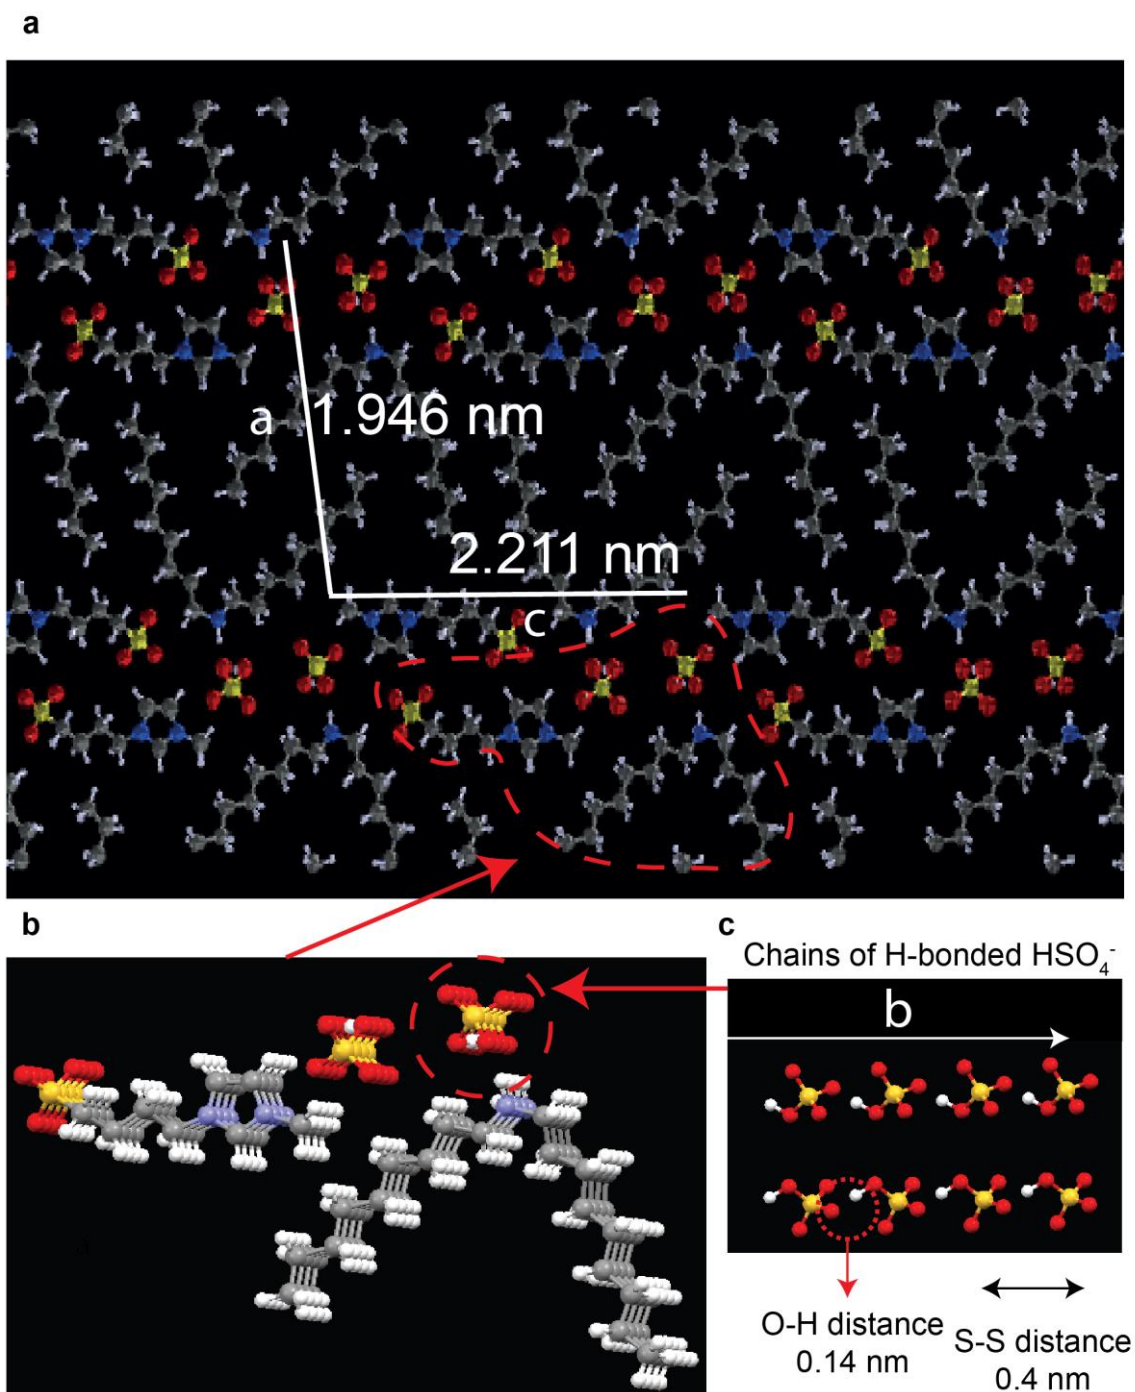 a
a 1.946 nm
2.211 nm
c
b
c
Chains of H-bonded HSO₄⁻
b
O-H distance
0.14 nm
S-S distance
0.4 nm